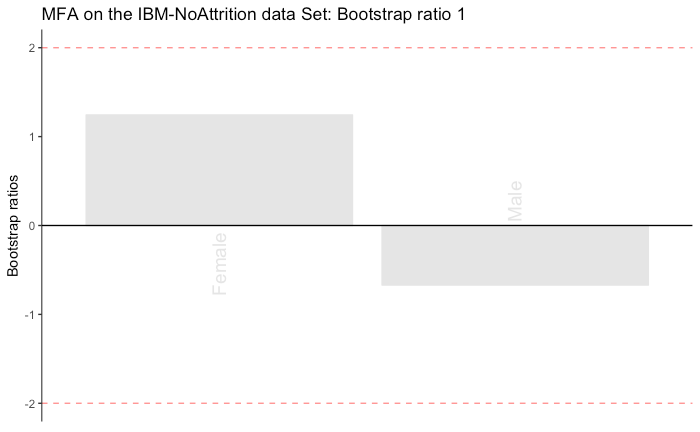 MFA on the IBM-NoAttrition data Set: Bootstrap ratio 1
Bootstrap ratios
2
1
0
-1
-2
Female
Male